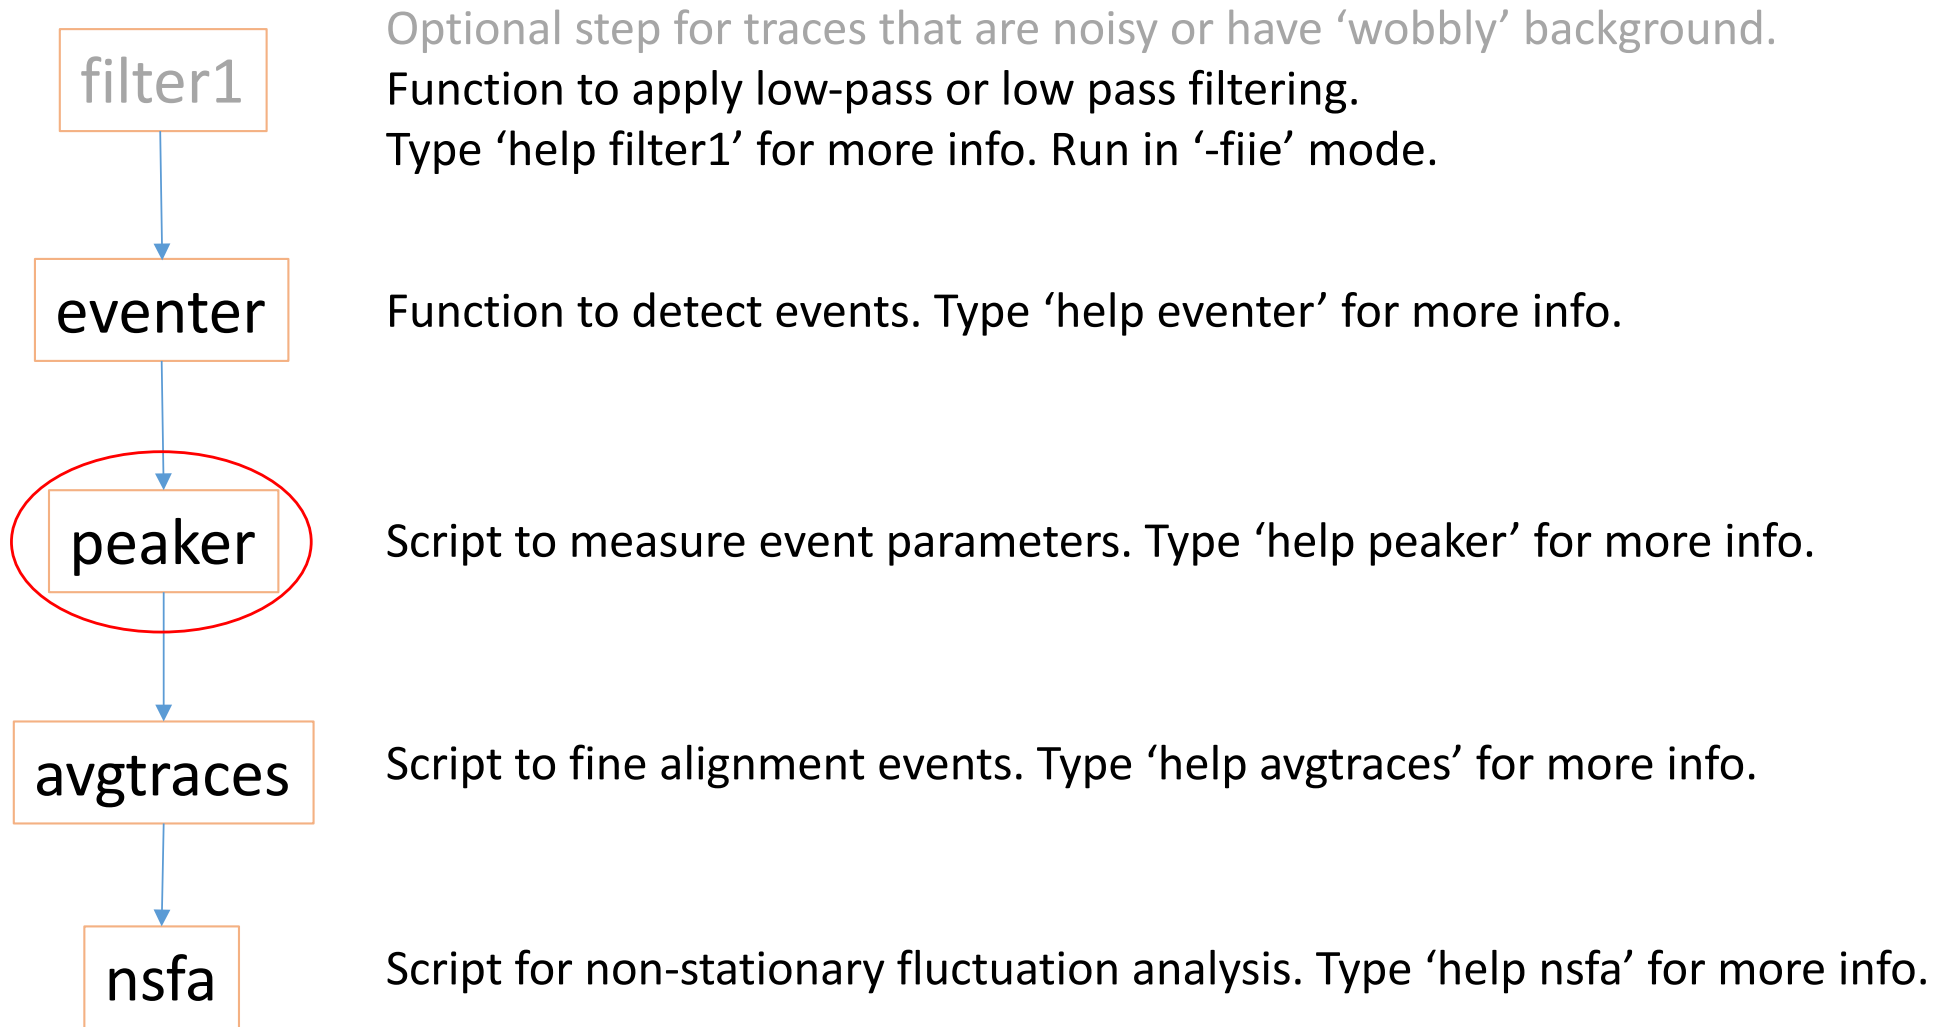 Optional step for traces that are noisy or have ‘wobbly’ background.
filter1
Function to apply low-pass or low pass filtering.
Type ‘help filter1’ for more info. Run in ‘-fiie’ mode.
eventer
Function to detect events. Type ‘help eventer’ for more info.
peaker
Script to measure event parameters. Type ‘help peaker’ for more info.
avgtraces
Script to fine alignment events. Type ‘help avgtraces’ for more info.
nsfa
Script for non-stationary fluctuation analysis. Type ‘help nsfa’ for more info.